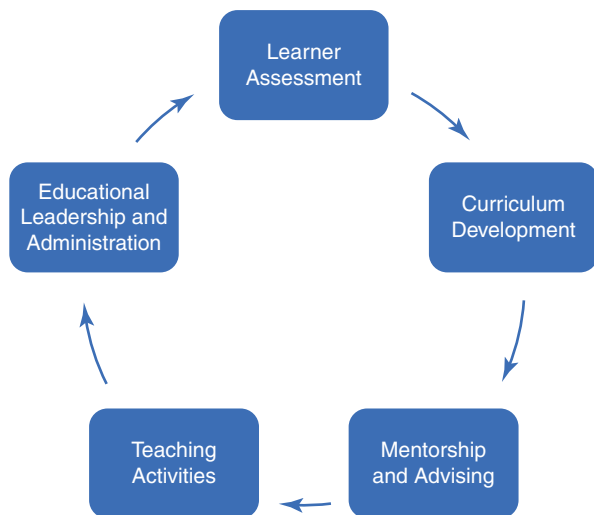 Learner
Assessment
Curriculum
Development
Mentorship
and Advising
Teaching
Activities
Educational
Leadership and
Administration